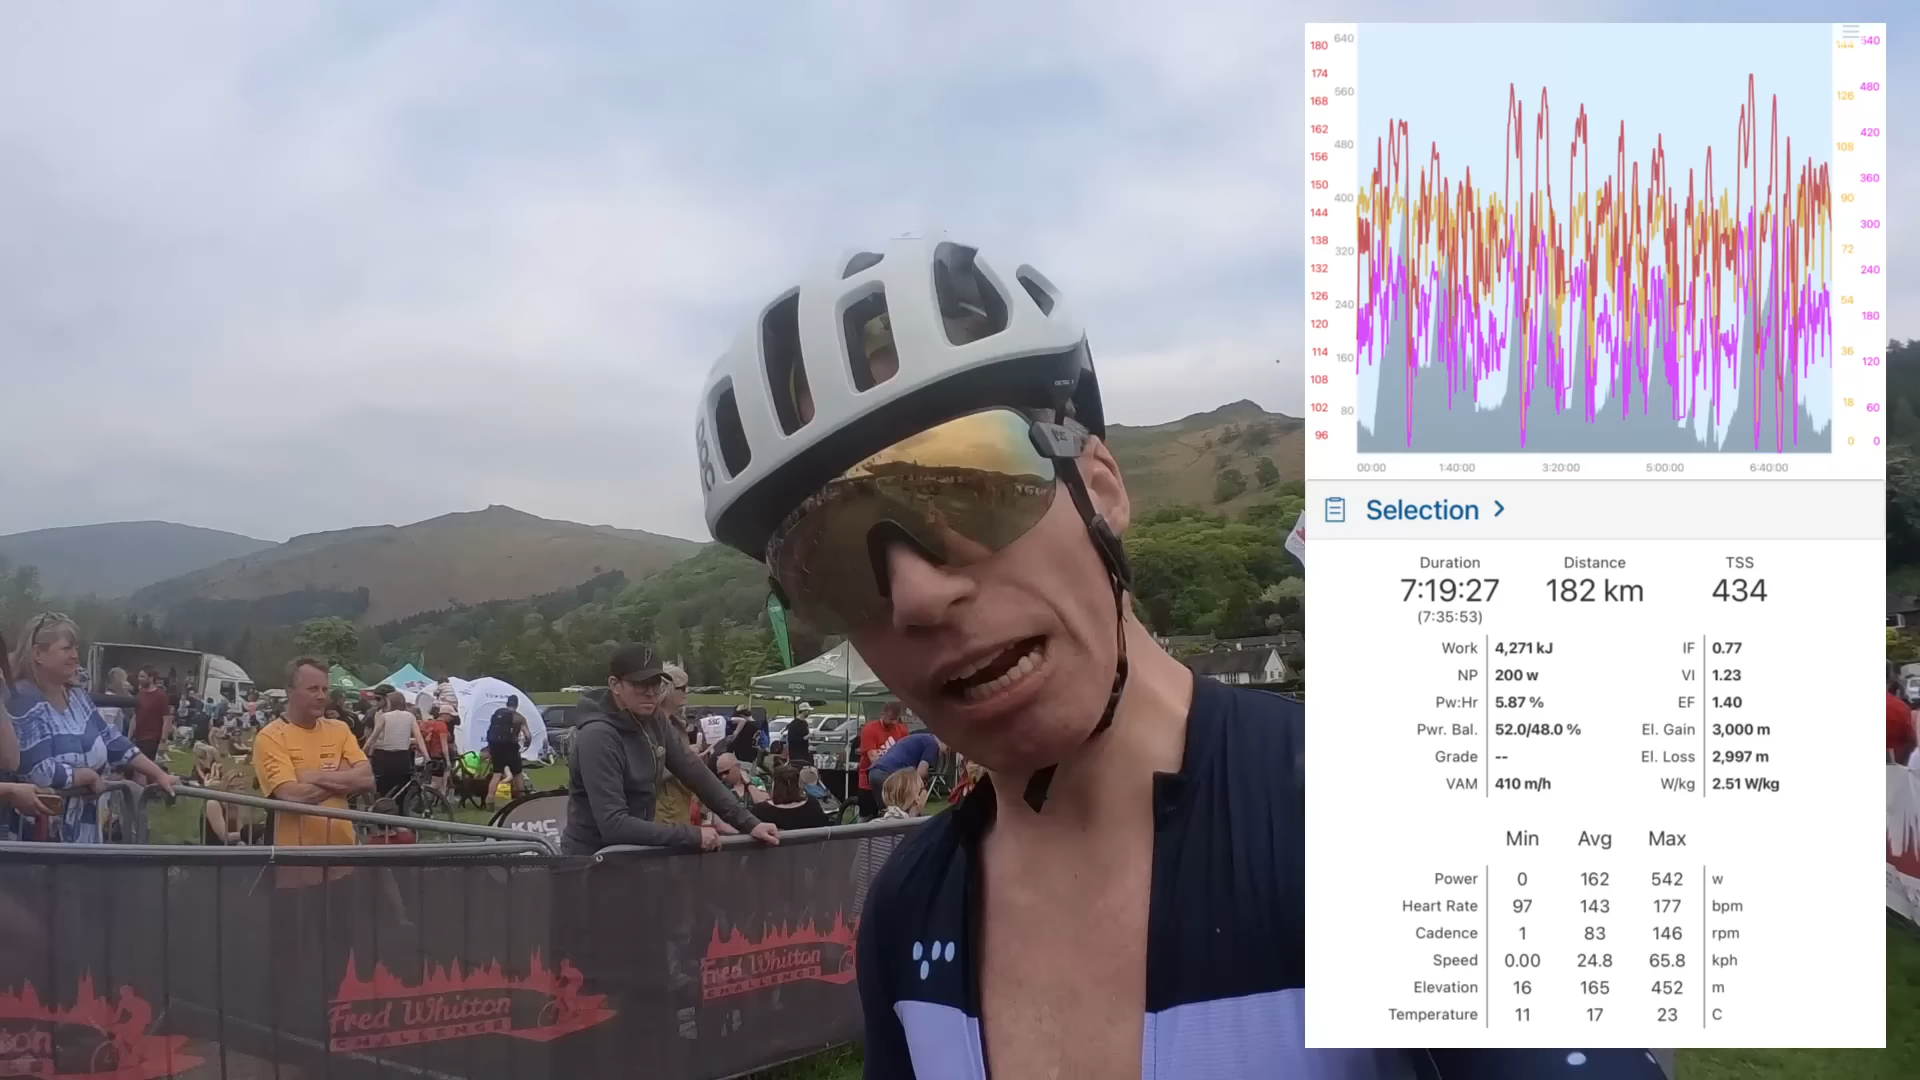 180 640 144 540
174
168 560 126 480
162 420
156 480 108
150 360
144 400 90
138 300
132 320 72
126 240
120 240 54 180
114 160 36 120
108
102 80 18 60
96 0 0
00:00 1:40:00 3:20:00 5:00:00 6:40:00
Selection >
Duration Distance TSS
7:19:27 182 km 434
(7:35:53)
Work 4,271 kJ IF 0.77
NP 200 w VI 1.23
Pw:Hr 5.87 % EF 1.40
Pwr. Bal. 52.0/48.0 % El. Gain 3,000 m
Grade -- El. Loss 2,997 m
VAM 410 m/h W/kg 2.51 W/kg
Min Avg Max
Power 0 162 542 w
Heart Rate 97 143 177 bpm
Cadence 1 83 146 rpm
Speed 0.00 24.8 65.8 kph
Elevation 16 165 452 m
Temperature 11 17 23 C
POC
KMC
Fred Whitton
CHALLENGE
Fred Whitton
CHALLENGE